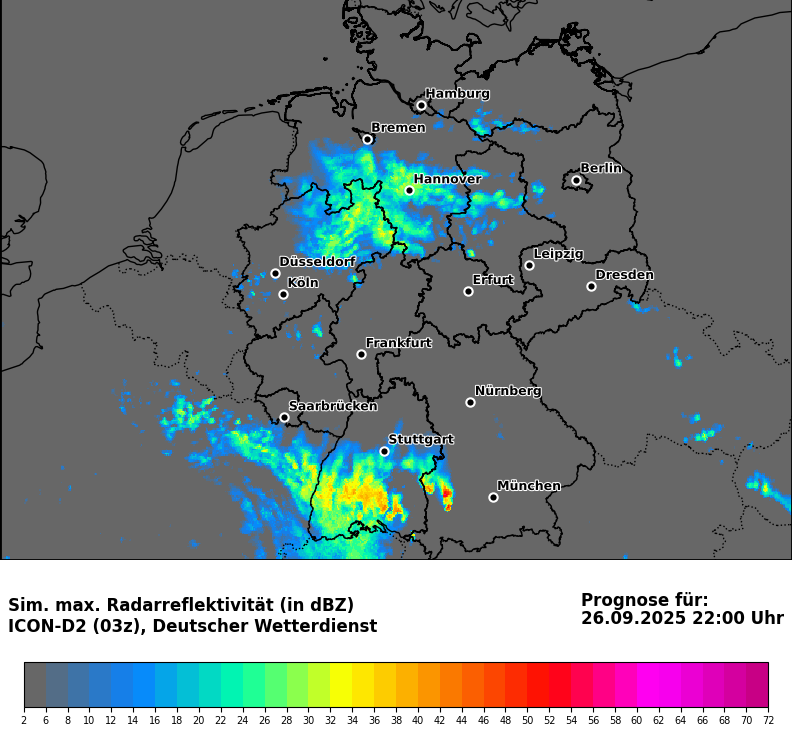 Hamburg
Bremen
Berlin
Hannover
Leipzig
Düsseldorf
Dresden
Köln
Erfurt
Frankfurt
Nürnberg
Saarbrücken
Stuttgart
München
Sim. max. Radarreflektivität (in dBZ)
ICON-D2 (03z), Deutscher Wetterdienst
Prognose für:
26.09.2025 22:00 Uhr
2 6 8 10 12 14 16 18 20 22 24 26 28 30 32 34 36 38 40 42 44 46 48 50 52 54 56 58 60 62 64 66 70 72